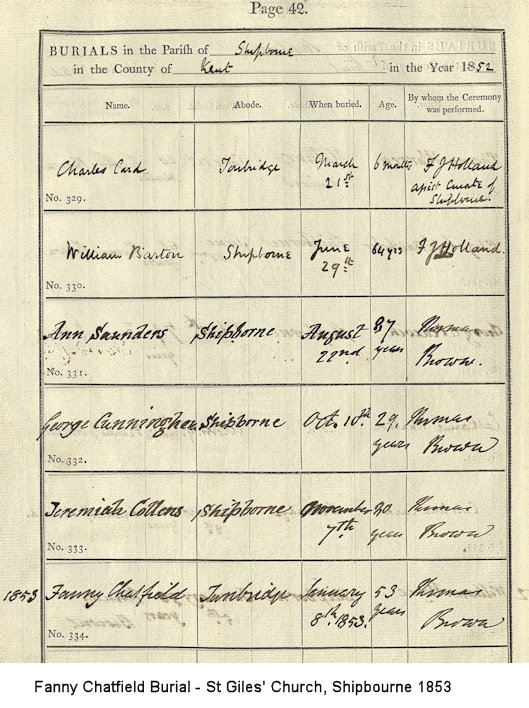 Page 42.
BURIALS in the Parish of Shipborne
in the County of Kent in the Year 1852
Name. Abode. When buried. Age. By whom the Ceremony was performed.
Charles Card Tonbridge March 21st 6 months F J Holland
assist Curate of Shipborne.
No. 329.
William Barton Shipborne June 29th 64 yrs F J Holland.
No. 330.
Ann Saunders Shipborne August 22nd 87 years Thomas Brown.
No. 331.
George Cunningham Shipborne Oct. 10th. 29. years Thomas Brown
No. 332.
Jeremiah Collens Shipborne November 7th years Thomas Brown
No. 333.
1853 Fanny Chatfield Tunbridge January 8th. 1853. 53 years Thomas Brown
No. 334.
Fanny Chatfield Burial - St Giles' Church, Shipbourne 1853